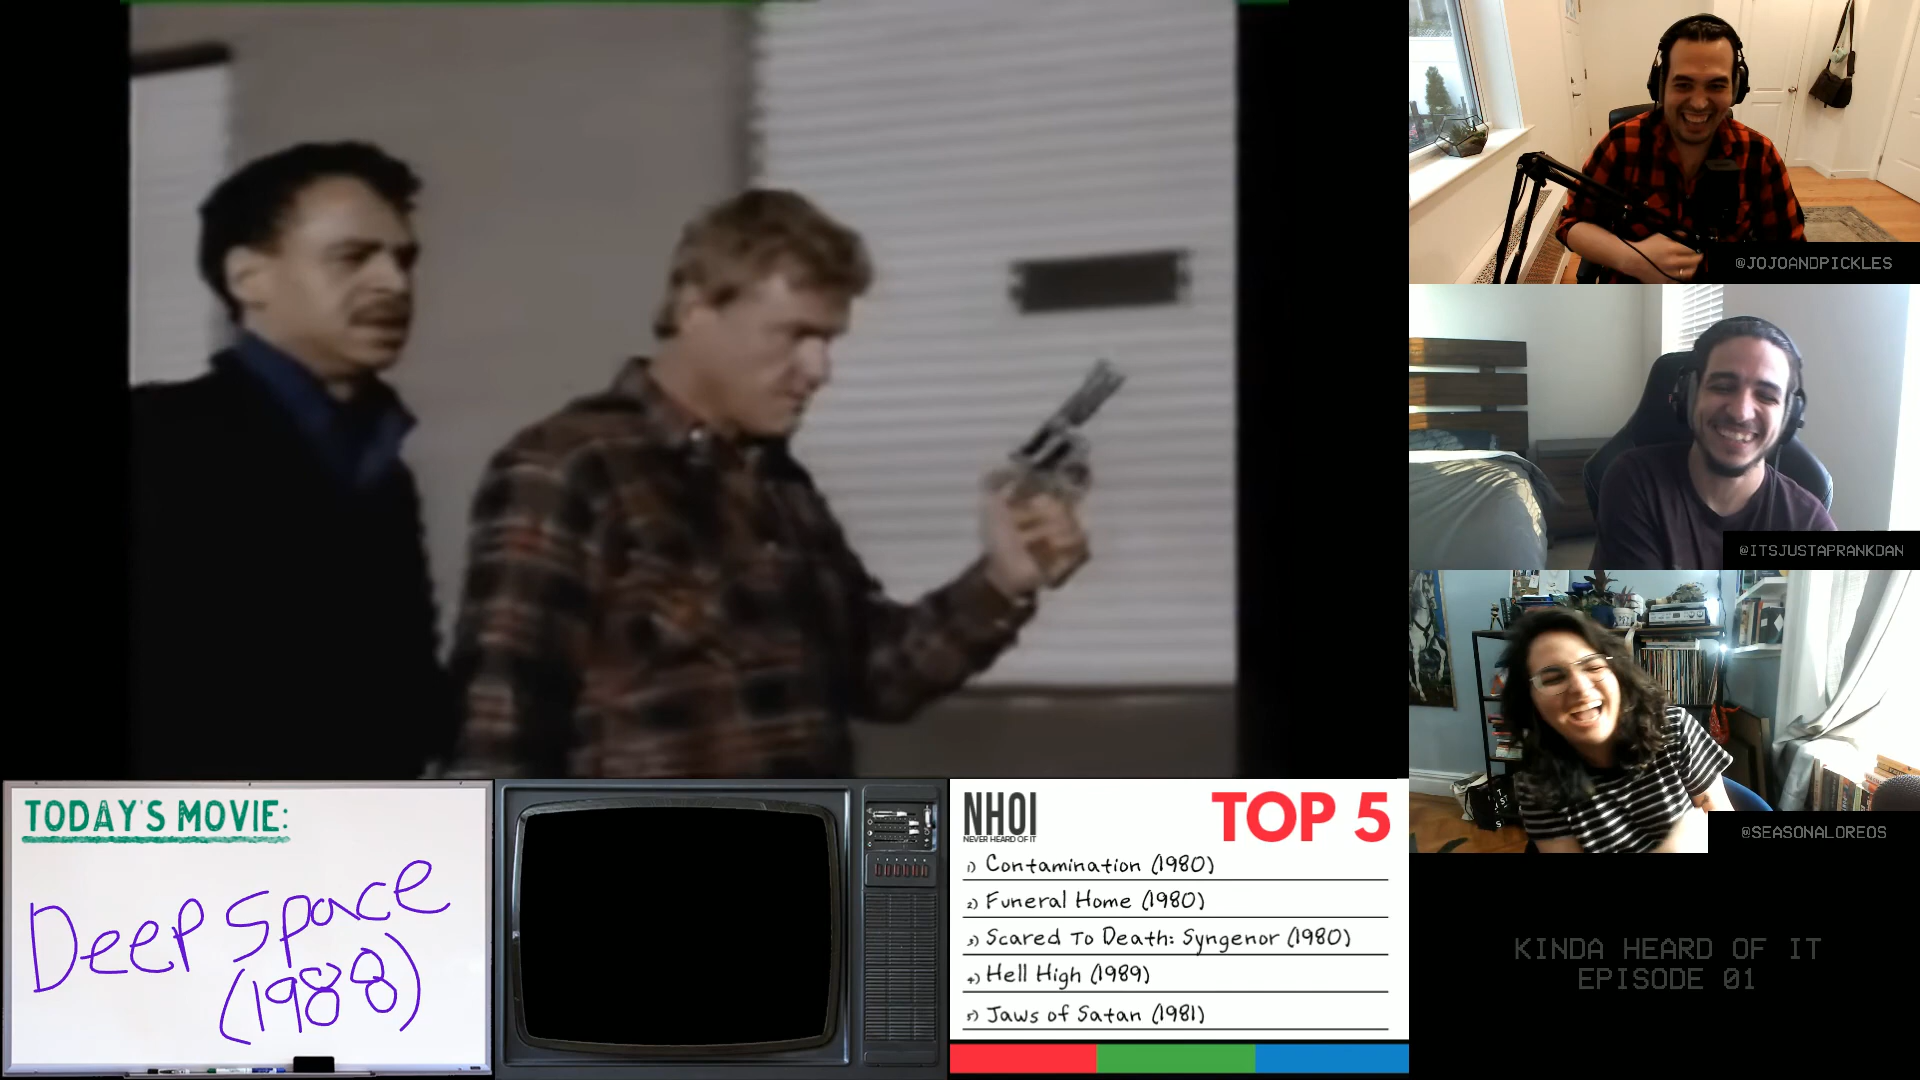 @JOJOANDPICKLES
@ITSJUSTAPRANKDAN
@SEASONALOREOS
TODAY'S MOVIE:
Deep Space
(1988)
NHOI
NEVER HEARD OF IT
TOP 5
1) Contamination (1980)
2) Funeral Home (1980)
3) Scared To Death: Syngenor (1980)
4) Hell High (1989)
5) Jaws of Satan (1981)
KINDA HEARD OF IT
EPISODE 01